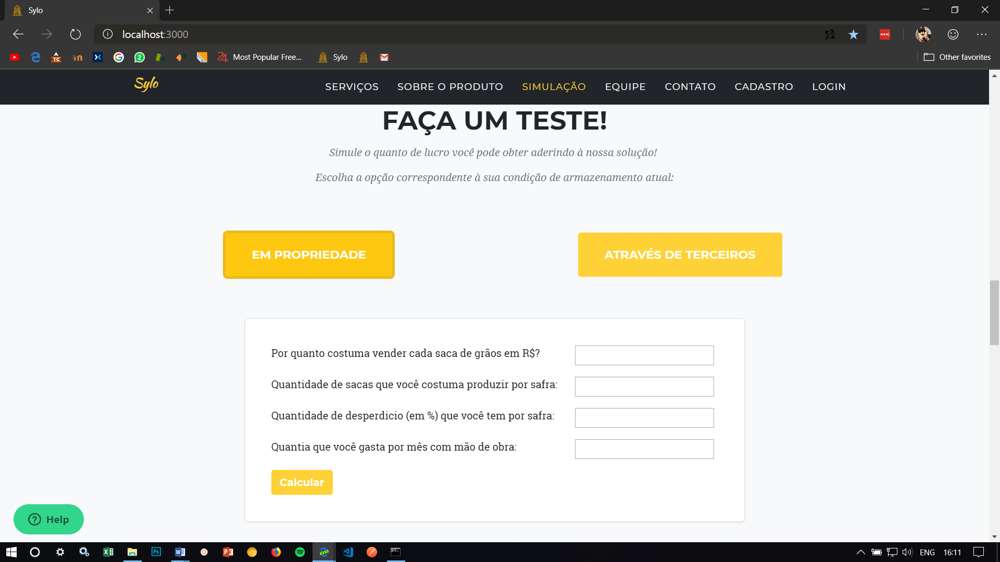 Sylo
localhost:3000
Most Popular Free...
Sylo
Other favorites
Sylo
SERVIÇOS
SOBRE O PRODUTO
SIMULAÇÃO
EQUIPE
CONTATO
CADASTRO
LOGIN
FAÇA UM TESTE!
Simule o quanto de lucro você pode obter aderindo à nossa solução!
Escolha a opção correspondente à sua condição de armazenamento atual:
EM PROPRIEDADE
ATRAVÉS DE TERCEIROS
Por quanto costuma vender cada saca de grãos em R$?
Quantidade de sacas que você costuma produzir por safra:
Quantidade de desperdicio (em %) que você tem por safra:
Quantia que você gasta por mês com mão de obra:
Calcular
Help
ENG
16:11